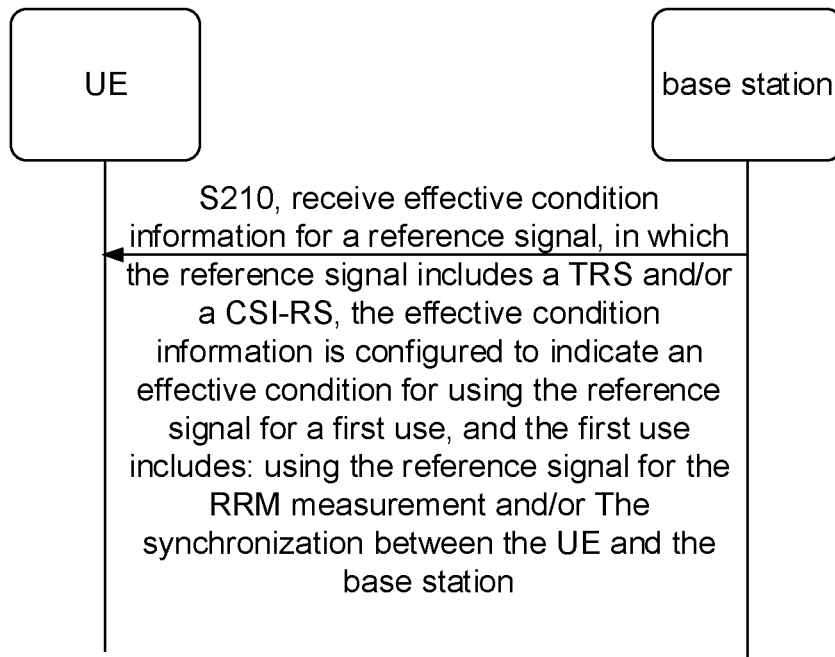 UE
base station
S210, receive effective condition
information for a reference signal, in which
the reference signal includes a TRS and/or
a CSI-RS, the effective condition
information is configured to indicate an
effective condition for using the reference
signal for a first use, and the first use
includes: using the reference signal for the
RRM measurement and/or The
synchronization between the UE and the
base station